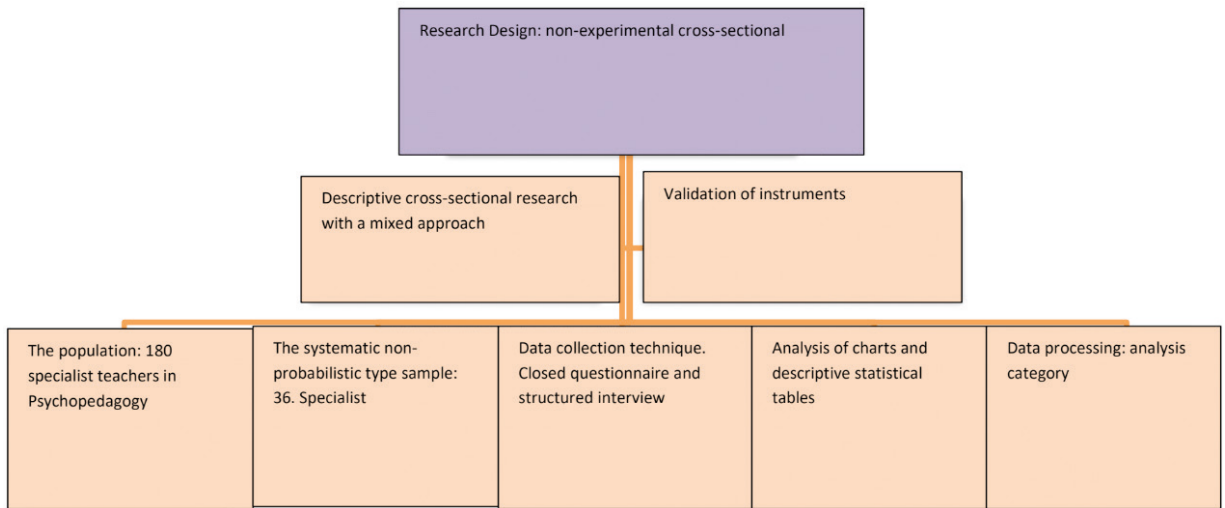 Research Design: non-experimental cross-sectional
Descriptive cross-sectional research
with a mixed approach
Validation of instruments
The population: 180
specialist teachers in
Psychopedagogy
The systematic non-
probabilistic type sample:
36. Specialist
Data collection technique.
Closed questionnaire and
structured interview
Analysis of charts and
descriptive statistical
tables
Data processing: analysis
category